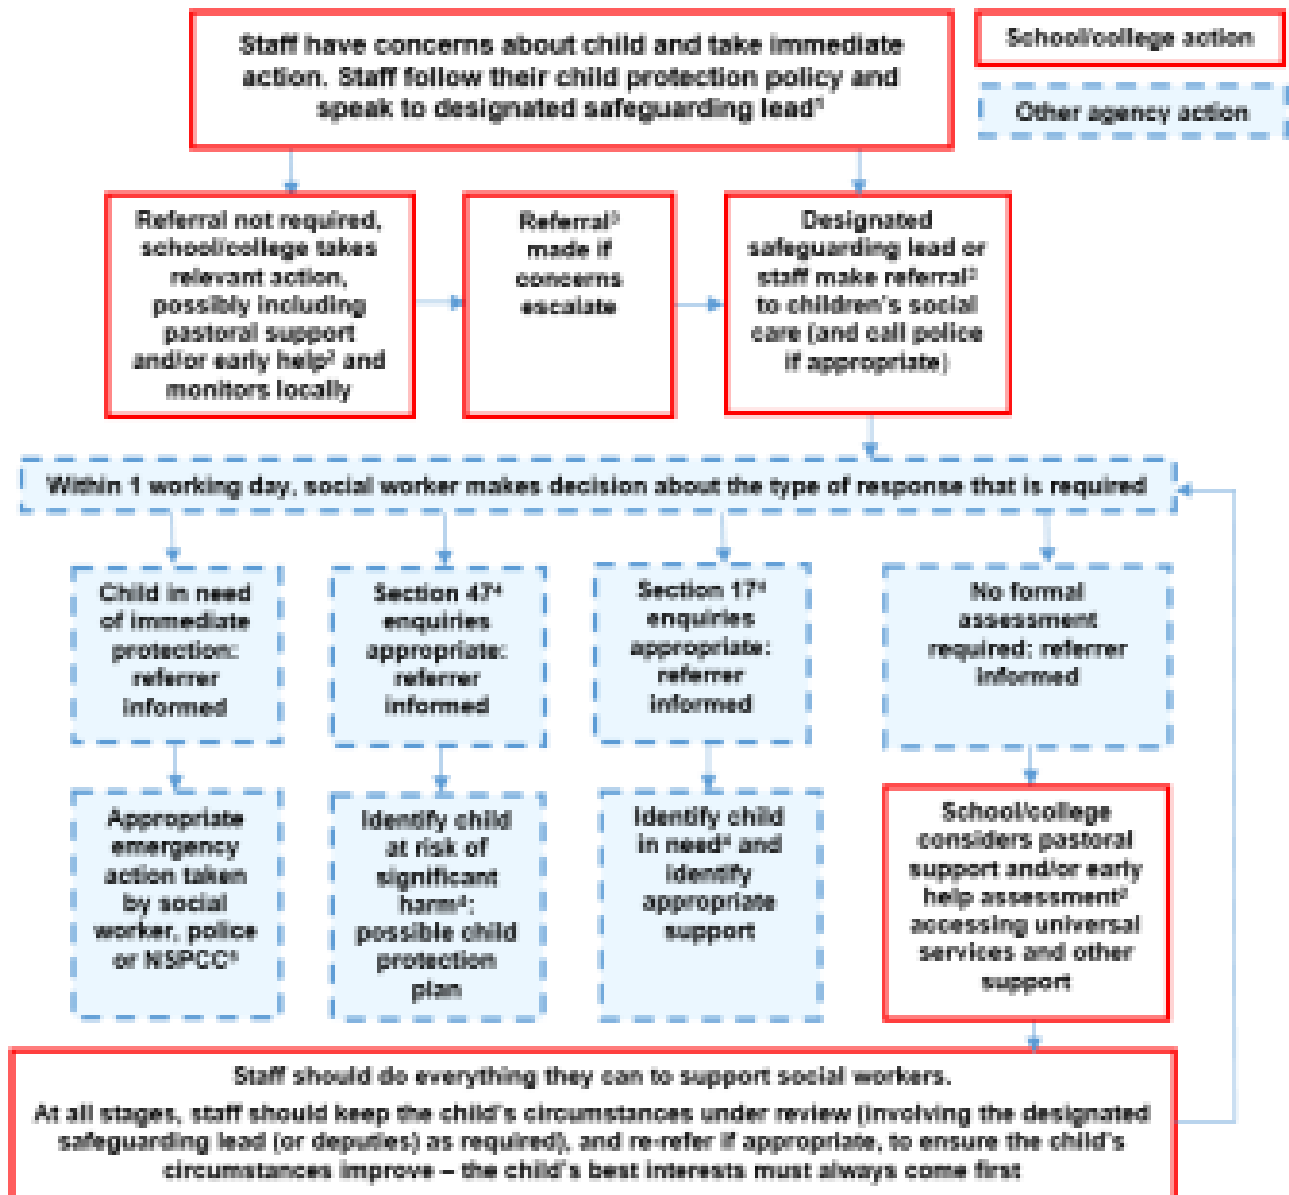 Staff have concerns about child and take immediate
action. Staff follow their child protection policy and
speak to designated safeguarding lead¹
School/college action
Other agency action
Referral not required,
school/college takes
relevant action,
possibly including
pastoral support
and/or early help² and
monitors locally
Referral³
made if
concerns
escalate
Designated
safeguarding lead or
staff make referral³
to children's social
care (and call police
if appropriate)
Within 1 working day, social worker makes decision about the type of response that is required
Child in need
of immediate
protection:
referrer
informed
Section 47⁴
enquiries
appropriate:
referrer
informed
Section 17⁴
enquiries
appropriate:
referrer
informed
No formal
assessment
required: referrer
informed
Appropriate
emergency
action taken
by social
worker, police
or NSPCC⁵
Identify child
at risk of
significant
harm⁴:
possible child
protection
plan
Identify child
in need⁴ and
identify
appropriate
support
School/college
considers pastoral
support and/or early
help assessment²
accessing universal
services and other
support
Staff should do everything they can to support social workers.
At all stages, staff should keep the child's circumstances under review (involving the designated
safeguarding lead (or deputies) as required), and re-refer if appropriate, to ensure the child's
circumstances improve – the child's best interests must always come first